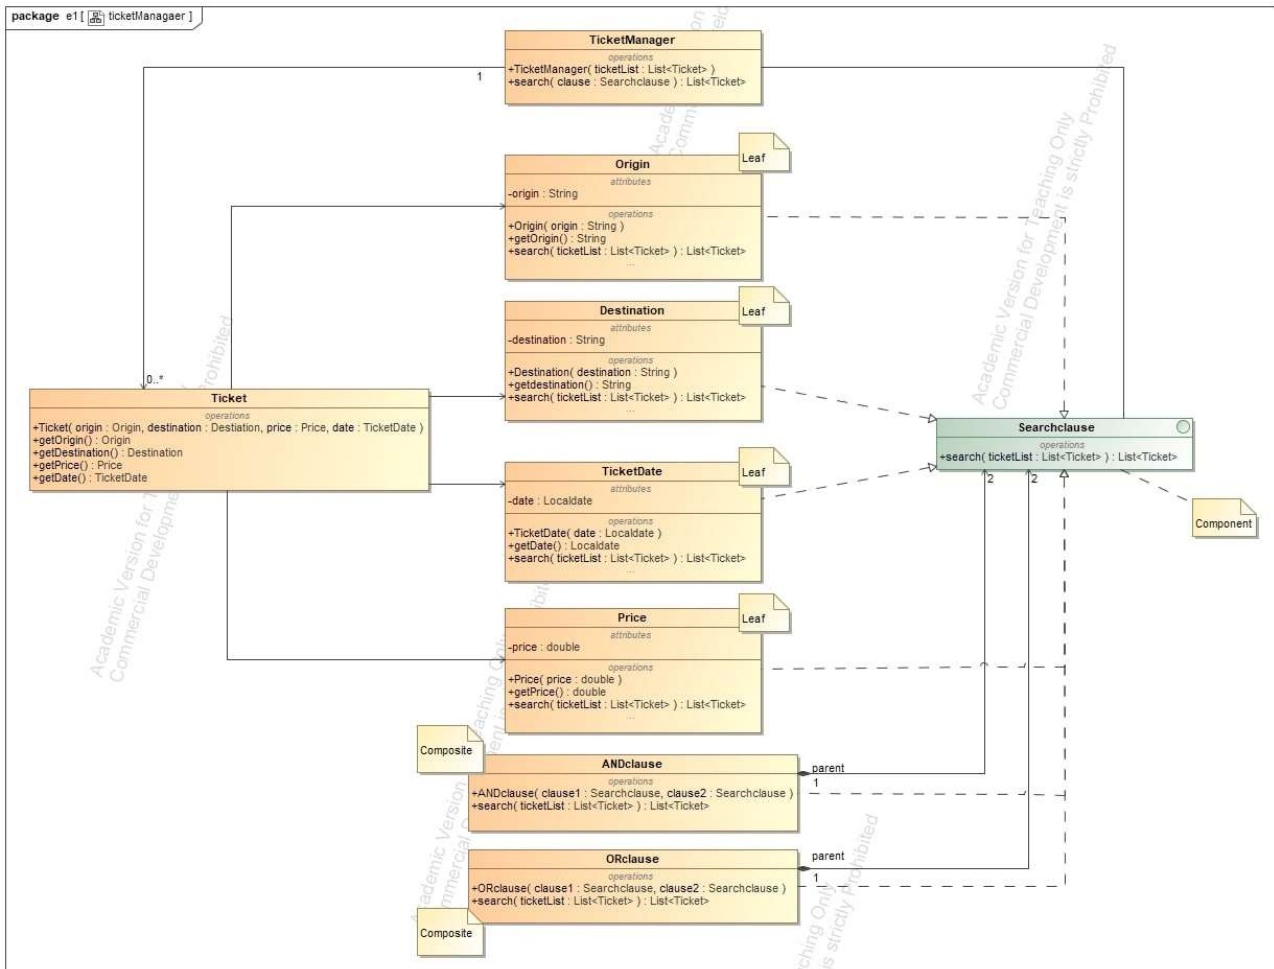 package e1 [ ticketManagaer ]
TicketManager
operations
+TicketManager( ticketList : List<Ticket> )
+search( clause : Searchclause ) : List<Ticket>
1
0..*
Leaf
Origin
attributes
-origin : String
operations
+Origin( origin : String )
+getOrigin() : String
+search( ticketList : List<Ticket> ) : List<Ticket>
...
Leaf
Destination
attributes
-destination : String
operations
+Destination( destination : String )
+getdestination() : String
+search( ticketList : List<Ticket> ) : List<Ticket>
...
Ticket
operations
+Ticket( origin : Origin, destination : Destiation, price : Price, date : TicketDate )
+getOrigin() : Origin
+getDestination() : Destination
+getPrice() : Price
+getDate() : TicketDate
Searchclause
operations
+search( ticketList : List<Ticket> ) : List<Ticket>
2
2
Component
Leaf
TicketDate
attributes
-date : Localdate
operations
+TicketDate( date : Localdate )
+getDate() : Localdate
+search( ticketList : List<Ticket> ) : List<Ticket>
...
Leaf
Price
attributes
-price : double
operations
+Price( price : double )
+getPrice() : double
+search( ticketList : List<Ticket> ) : List<Ticket>
...
Composite
ANDclause
operations
+ANDclause( clause1 : Searchclause, clause2 : Searchclause )
+search( ticketList : List<Ticket> ) : List<Ticket>
parent
1
ORclause
operations
+ORclause( clause1 : Searchclause, clause2 : Searchclause )
+search( ticketList : List<Ticket> ) : List<Ticket>
parent
1
Composite
Academic Version for Teaching Only
Commercial Development is strictly Prohibited